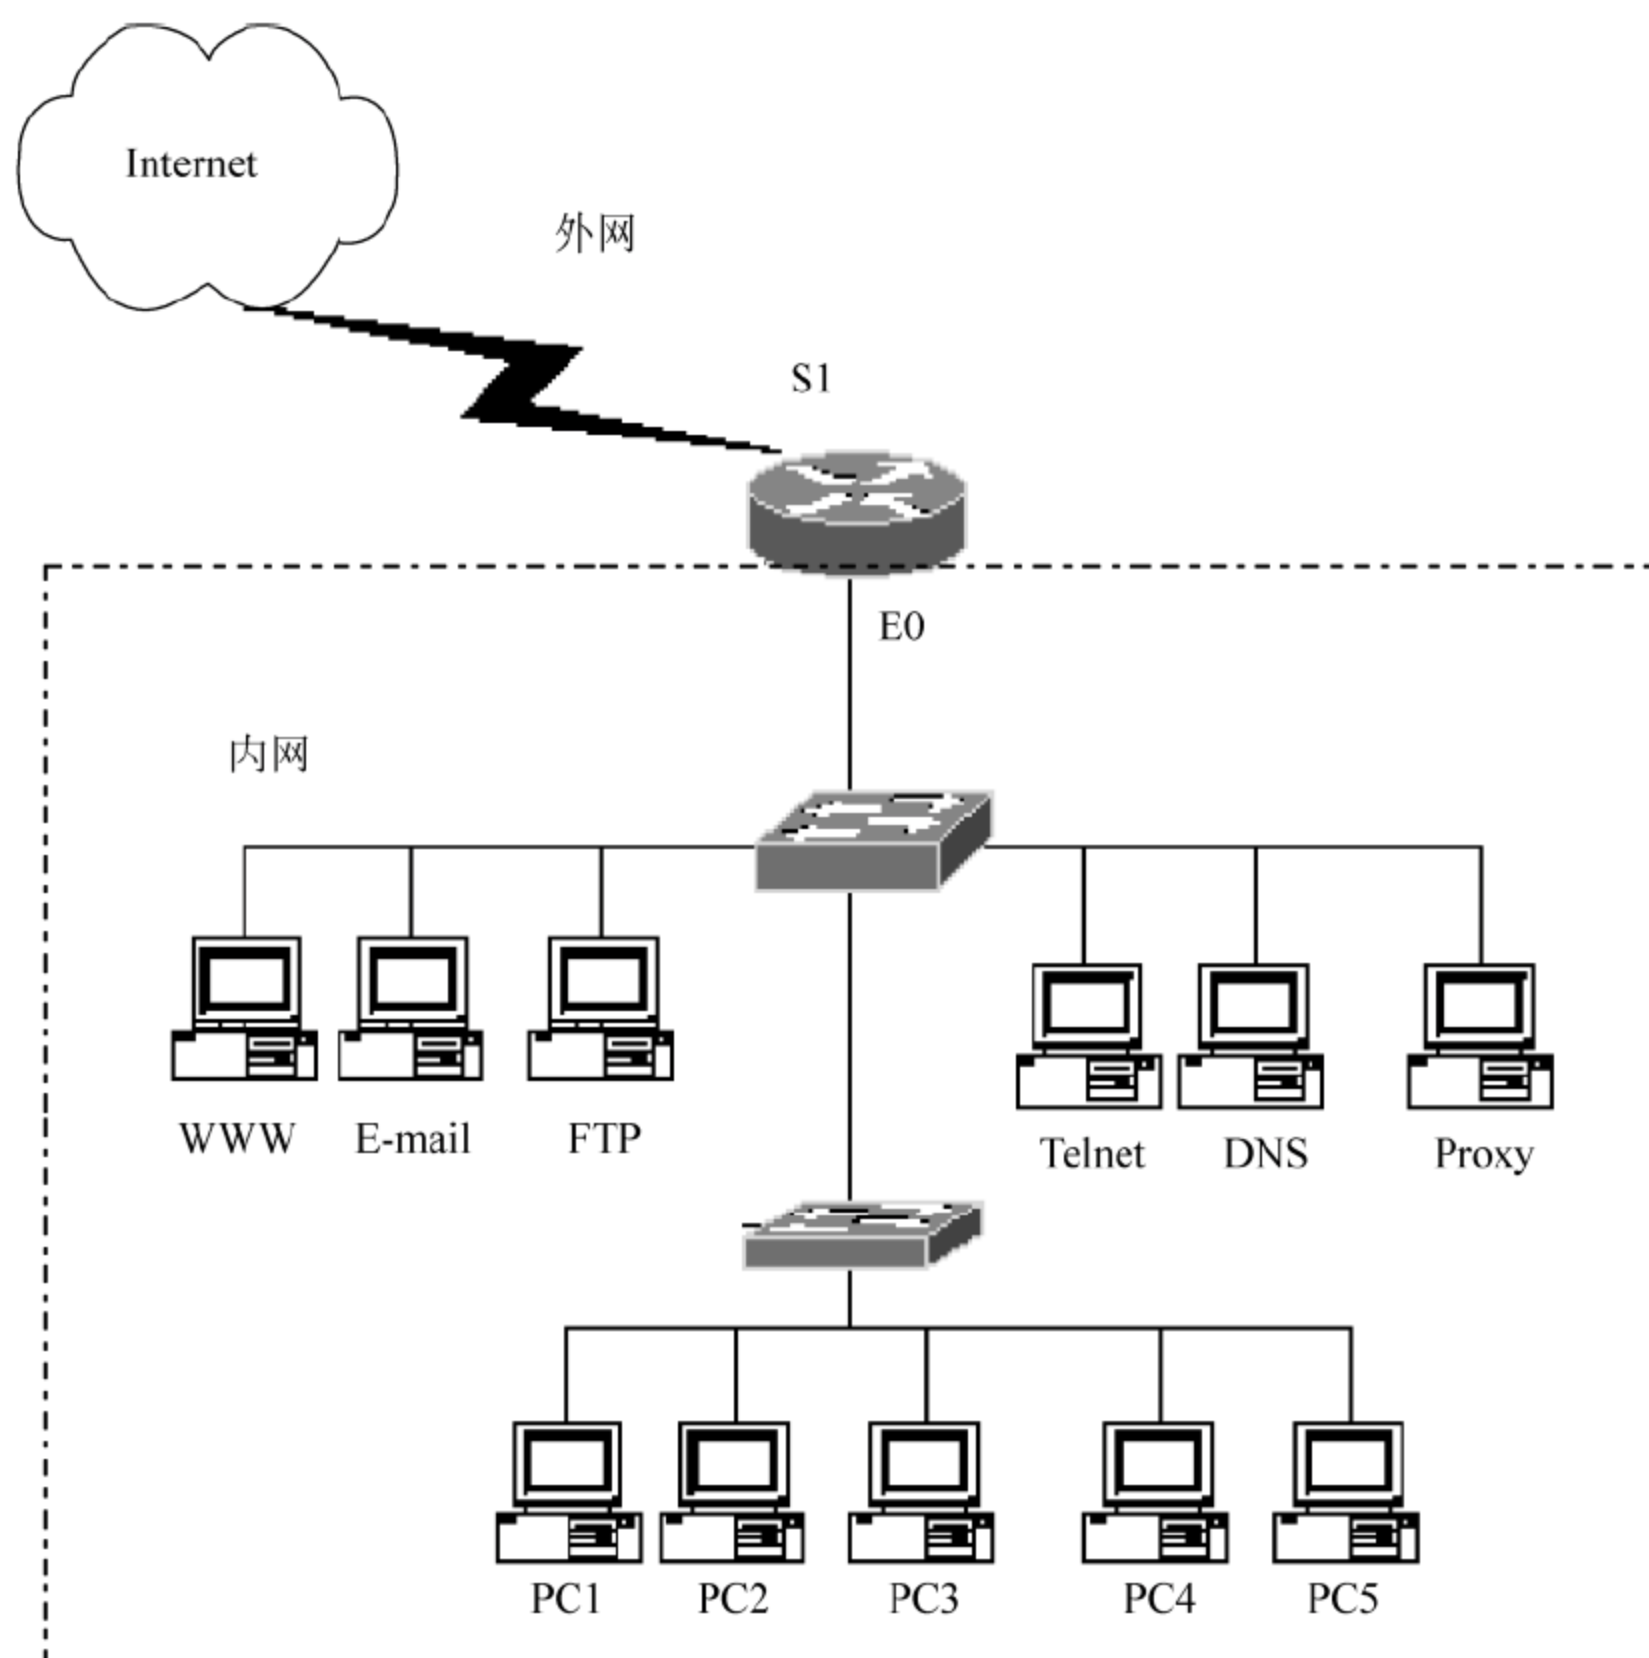 Internet
外网
S1
E0
内网
WWW
E-mail
FTP
Telnet
DNS
Proxy
PC1
PC2
PC3
PC4
PC5